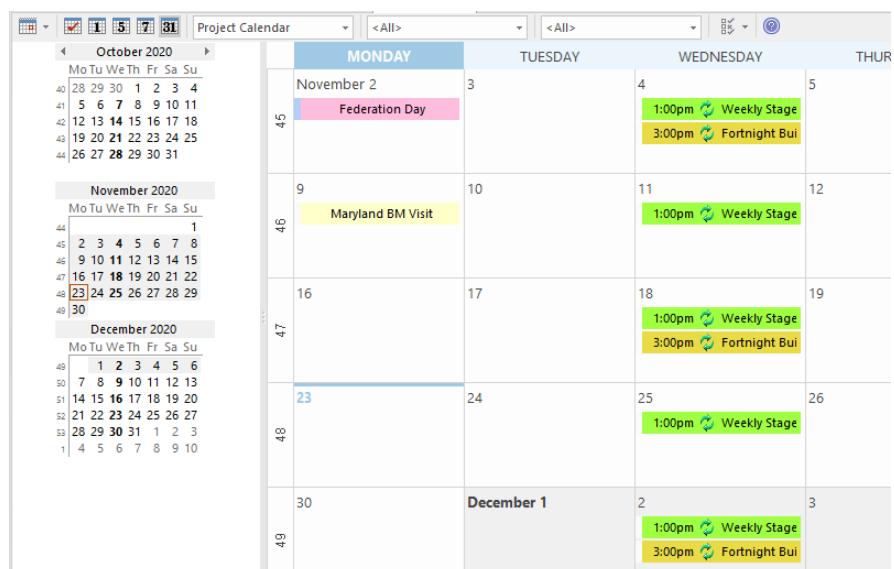 1 5 7 31 Project Calendar <All> <All>
October 2020
Mo Tu We Th Fr Sa Su
40 28 29 30 1 2 3 4
41 5 6 7 8 9 10 11
42 12 13 14 15 16 17 18
43 19 20 21 22 23 24 25
44 26 27 28 29 30 31
November 2020
Mo Tu We Th Fr Sa Su
44 1
45 2 3 4 5 6 7 8
46 9 10 11 12 13 14 15
47 16 17 18 19 20 21 22
48 23 24 25 26 27 28 29
49 30
December 2020
Mo Tu We Th Fr Sa Su
49 1 2 3 4 5 6
50 7 8 9 10 11 12 13
51 14 15 16 17 18 19 20
52 21 22 23 24 25 26 27
53 28 29 30 31 1 2 3
1 4 5 6 7 8 9 10
MONDAY TUESDAY WEDNESDAY THUR
45
November 2 3 4 5
Federation Day 1:00pm Weekly Stage
3:00pm Fortnight Bui
46
9 10 11 12
Maryland BM Visit 1:00pm Weekly Stage
47
16 17 18 19
1:00pm Weekly Stage
3:00pm Fortnight Bui
48
23 24 25 26
1:00pm Weekly Stage
49
30 December 1 2 3
1:00pm Weekly Stage
3:00pm Fortnight Bui